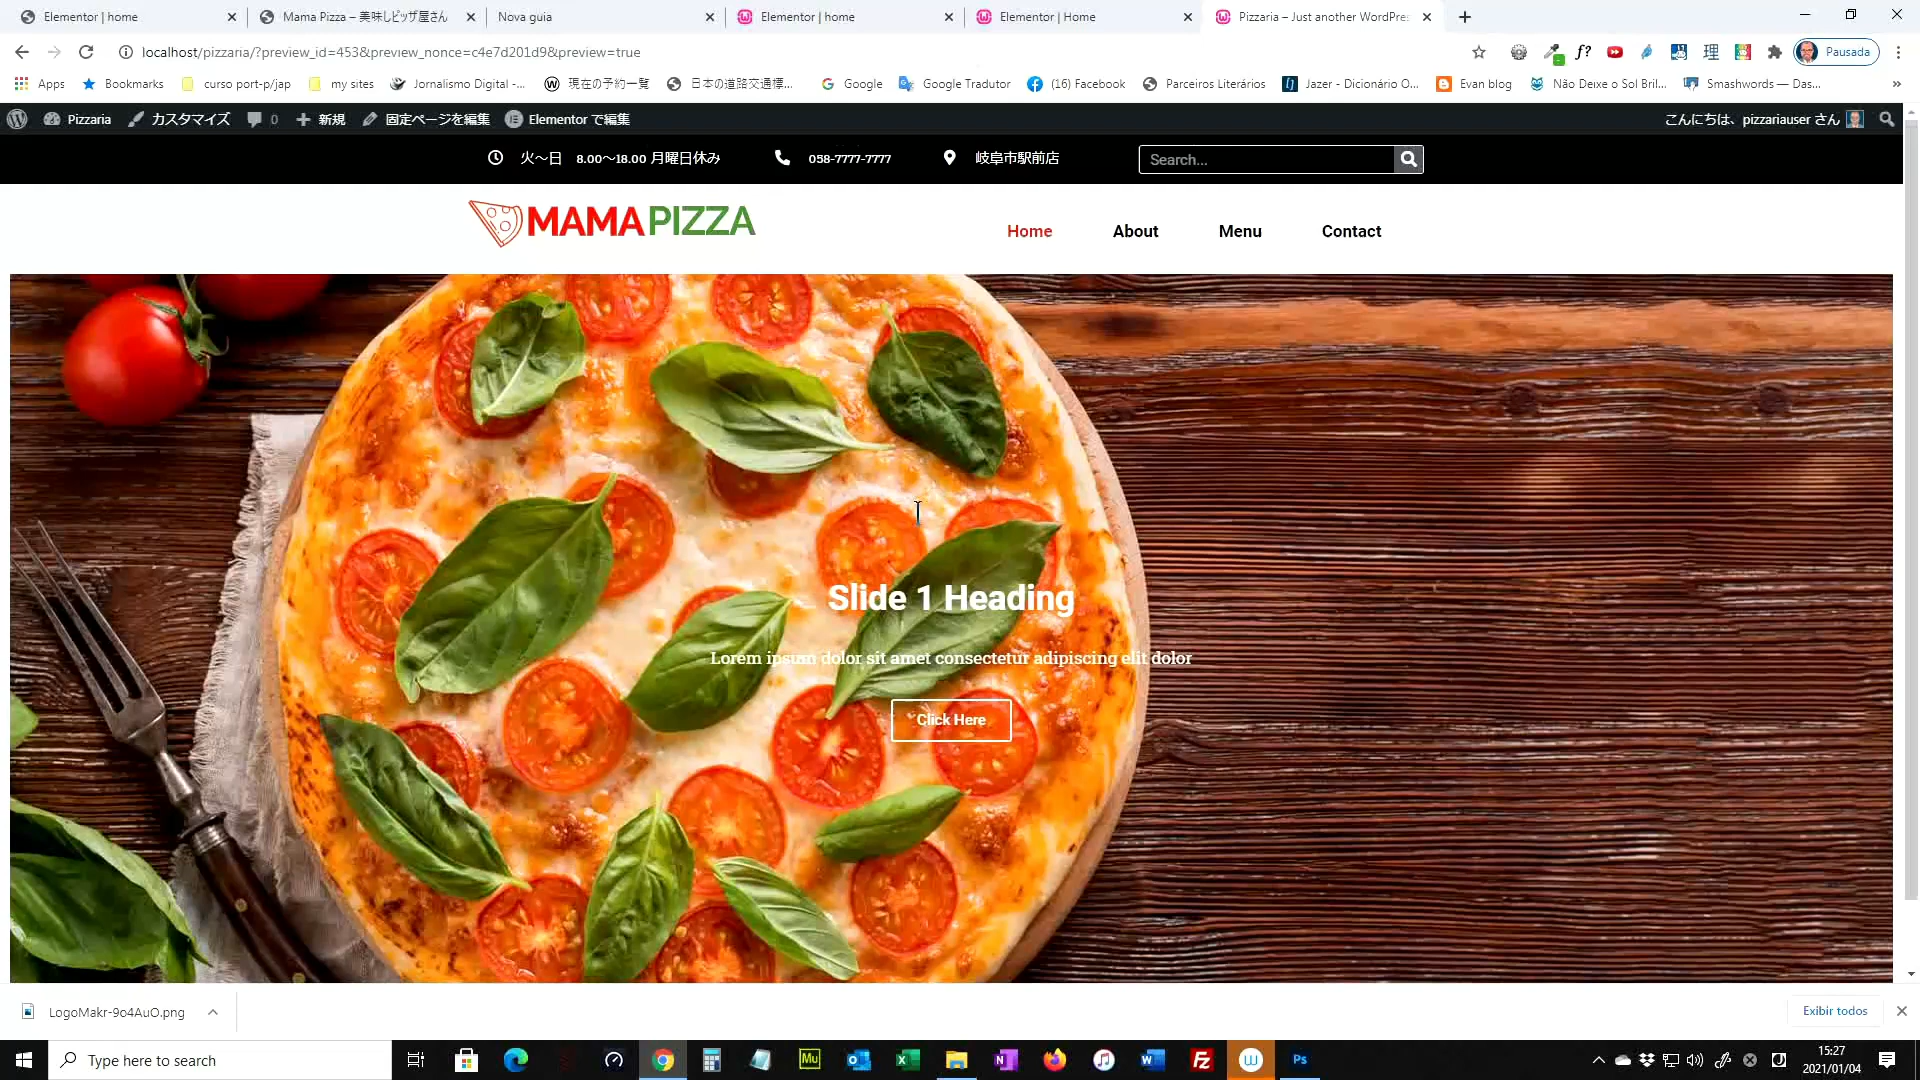 Elementor | home
Mama Pizza – 美味しピッザ屋さん
Nova guia
Elementor | home
Elementor | Home
Pizzaria – Just another WordPre
localhost/pizzaria/?preview_id=453&preview_nonce=c4e7d201d9&preview=true
f?
Pausada
Apps
Bookmarks
curso port-p/jap
my sites
Jornalismo Digital -...
現在の予約一覧
日本の道路交通標...
Google
Google Tradutor
(16) Facebook
Parceiros Literários
Jazer - Dicionário O...
Evan blog
Não Deixe o Sol Bril...
Smashwords — Das...
»
Pizzaria
カスタマイズ
0
新規
固定ページを編集
Elementor で編集
こんにちは、pizzariauser さん
火～日 8.00～18.00 月曜日休み
058-7777-7777
岐阜市駅前店
Search...
MAMA PIZZA
Home
About
Menu
Contact
Slide 1 Heading
Lorem ipsum dolor sit amet consectetur adipiscing elit dolor
Click Here
LogoMakr-9o4AuO.png
Exibir todos
Type here to search
15:27
2021/01/04